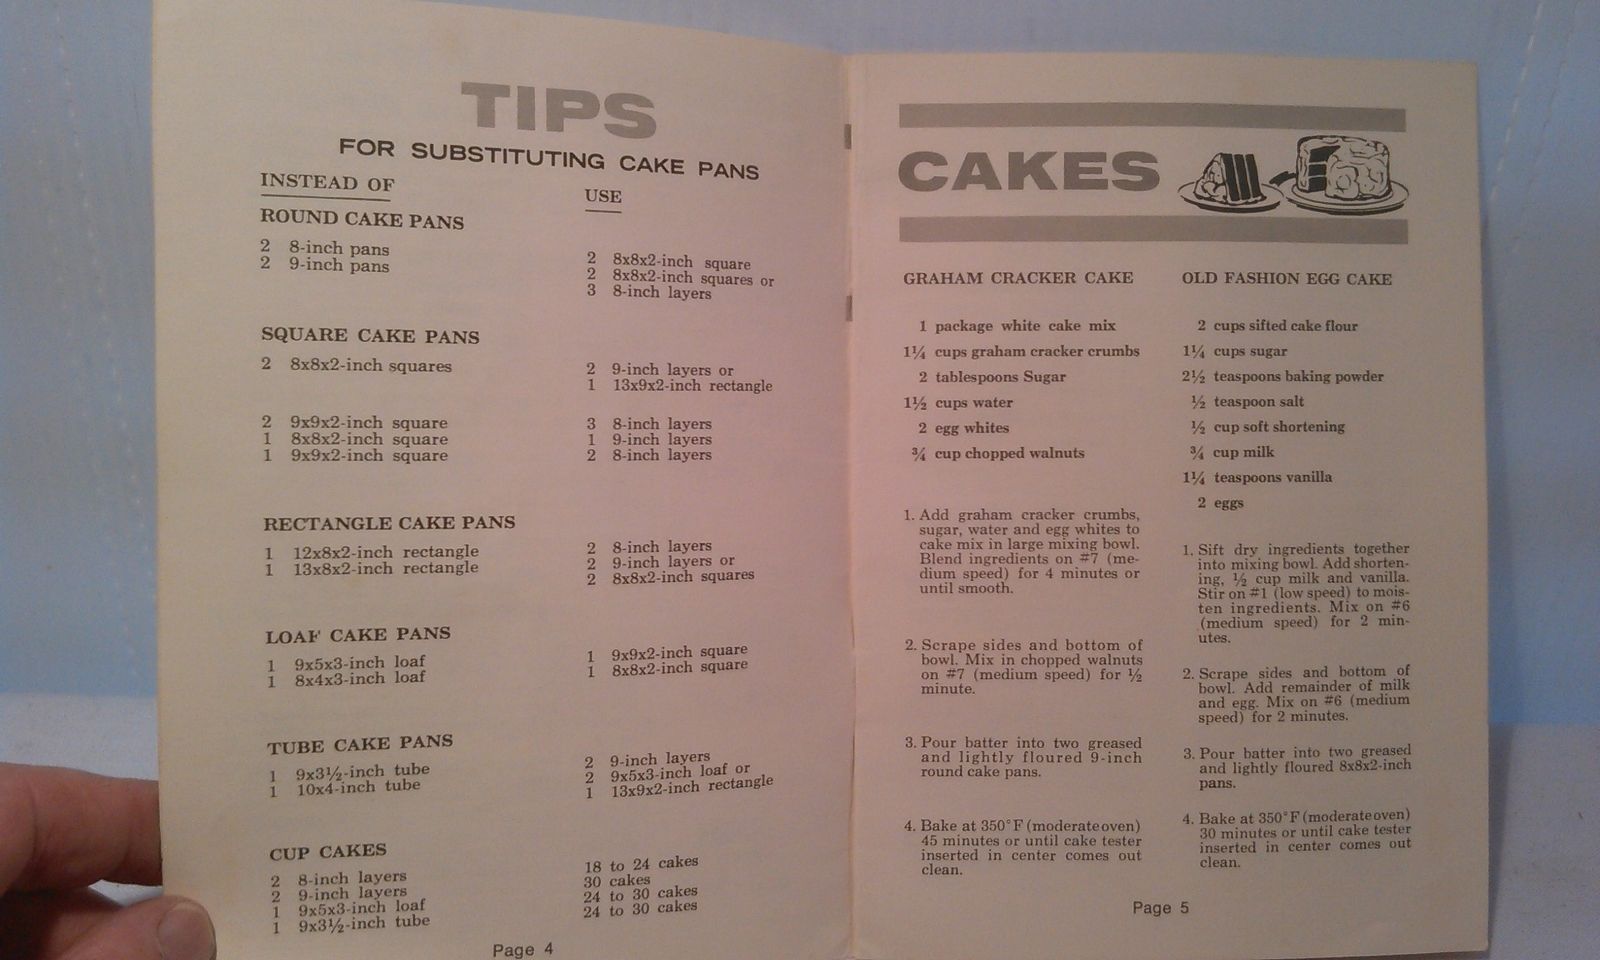 TIPS
FOR SUBSTITUTING CAKE PANS
INSTEAD OF
USE
ROUND CAKE PANS
2 8-inch pans
2 9-inch pans
2 8x8x2-inch square
2 8x8x2-inch squares or
3 8-inch layers
SQUARE CAKE PANS
2 8x8x2-inch squares
2 9-inch layers or
1 13x9x2-inch rectangle
2 9x9x2-inch square
1 8x8x2-inch square
1 9x9x2-inch square
3 8-inch layers
1 9-inch layers
2 8-inch layers
RECTANGLE CAKE PANS
1 12x8x2-inch rectangle
1 13x8x2-inch rectangle
2 8-inch layers
2 9-inch layers or
2 8x8x2-inch squares
LOAF CAKE PANS
1 9x5x3-inch loaf
1 8x4x3-inch loaf
1 9x9x2-inch square
1 8x8x2-inch square
TUBE CAKE PANS
1 9x3½-inch tube
1 10x4-inch tube
2 9-inch layers
2 9x5x3-inch loaf or
1 13x9x2-inch rectangle
CUP CAKES
2 8-inch layers
2 9-inch layers
1 9x5x3-inch loaf
1 9x3½-inch tube
18 to 24 cakes
30 cakes
24 to 30 cakes
24 to 30 cakes
Page 4
CAKES
GRAHAM CRACKER CAKE
1 package white cake mix
1¼ cups graham cracker crumbs
2 tablespoons Sugar
1½ cups water
2 egg whites
¾ cup chopped walnuts
1. Add graham cracker crumbs,
sugar, water and egg whites to
cake mix in large mixing bowl.
Blend ingredients on #7 (me-
dium speed) for 4 minutes or
until smooth.
2. Scrape sides and bottom of
bowl. Mix in chopped walnuts
on #7 (medium speed) for ½
minute.
3. Pour batter into two greased
and lightly floured 9-inch
round cake pans.
4. Bake at 350°F (moderate oven)
45 minutes or until cake tester
inserted in center comes out
clean.
OLD FASHION EGG CAKE
2 cups sifted cake flour
1¼ cups sugar
2½ teaspoons baking powder
½ teaspoon salt
½ cup soft shortening
¾ cup milk
1¼ teaspoons vanilla
2 eggs
1. Sift dry ingredients together
into mixing bowl. Add shorten-
ing, ½ cup milk and vanilla.
Stir on #1 (low speed) to mois-
ten ingredients. Mix on #6
(medium speed) for 2 min-
utes.
2. Scrape sides and bottom of
bowl. Add remainder of milk
and egg. Mix on #6 (medium
speed) for 2 minutes.
3. Pour batter into two greased
and lightly floured 8x8x2-inch
pans.
4. Bake at 350°F (moderate oven)
30 minutes or until cake tester
inserted in center comes out
clean.
Page 5